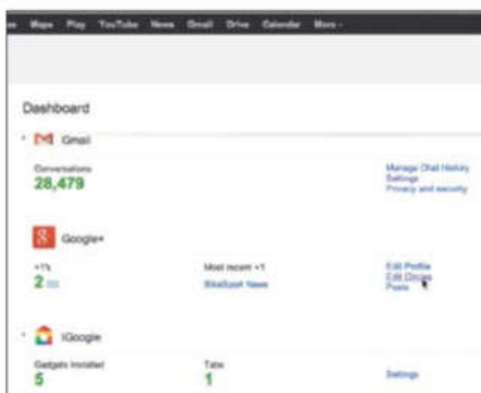 Maps Play YouTube News Gmail Drive Calendar More
Dashboard
Gmail
Conversations
28,479
Manage Chat History
Settings
Privacy and security
Google+
+1's
2
Most recent +1
News
Edit Profile
Edit Circles
Posts
iGoogle
Gadgets installed
5
Tabs
1
Settings